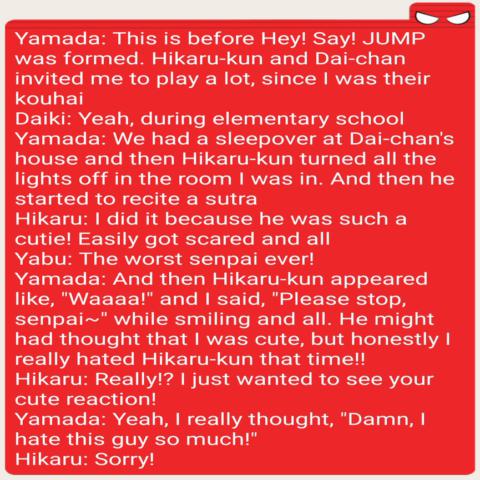 Yamada: This is before Hey! Say! JUMP
was formed. Hikaru-kun and Dai-chan
invited me to play a lot, since I was their
kouhai
Daiki: Yeah, during elementary school
Yamada: We had a sleepover at Dai-chan's
house and then Hikaru-kun turned all the
lights off in the room I was in. And then he
started to recite a sutra
Hikaru: I did it because he was such a
cutie! Easily got scared and all
Yabu: The worst senpai ever!
Yamada: And then Hikaru-kun appeared
like, "Waaaa!" and I said, "Please stop,
senpai~" while smiling and all. He might
had thought that I was cute, but honestly I
really hated Hikaru-kun that time!!
Hikaru: Really!? I just wanted to see your
cute reaction!
Yamada: Yeah, I really thought, "Damn, I
hate this guy so much!"
Hikaru: Sorry!